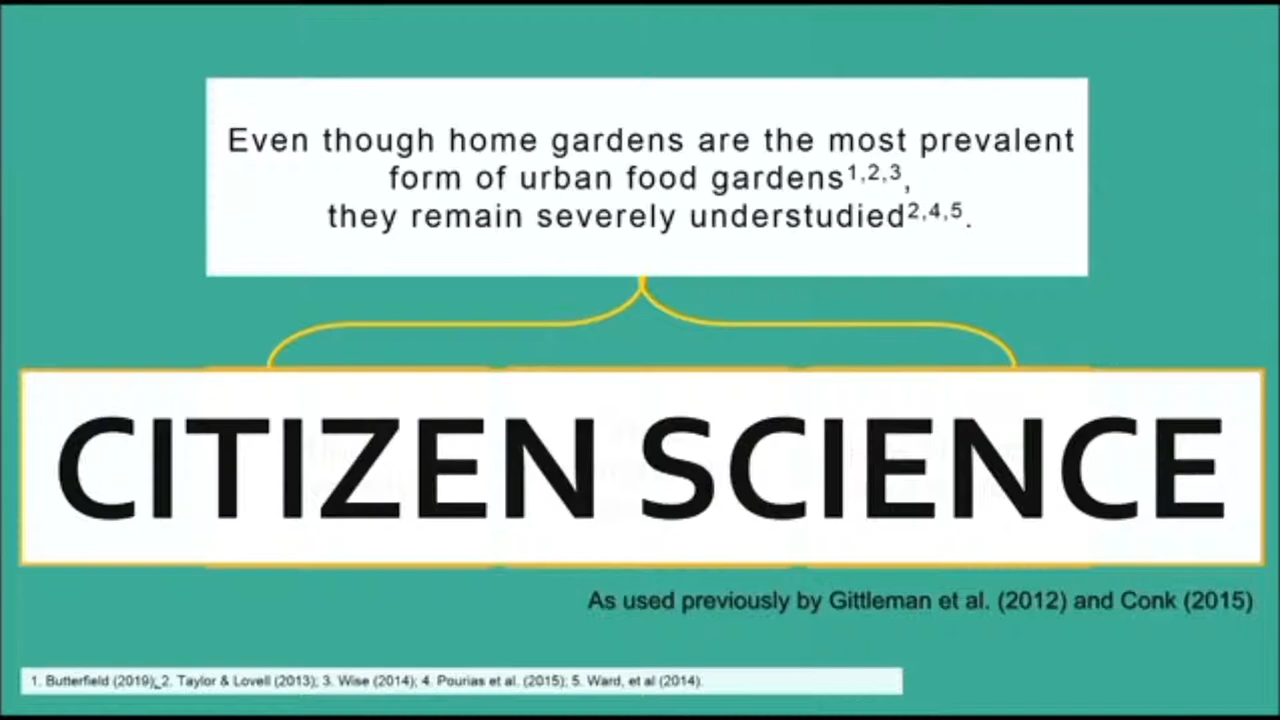 Even though home gardens are the most prevalent
form of urban food gardens1,2,3,
they remain severely understudied2,4,5.
CITIZEN SCIENCE
As used previously by Gittleman et al. (2012) and Conk (2015)
1. Butterfield (2019); 2. Taylor & Lovell (2013); 3. Wise (2014); 4. Pourias et al. (2015); 5. Ward, et al (2014).